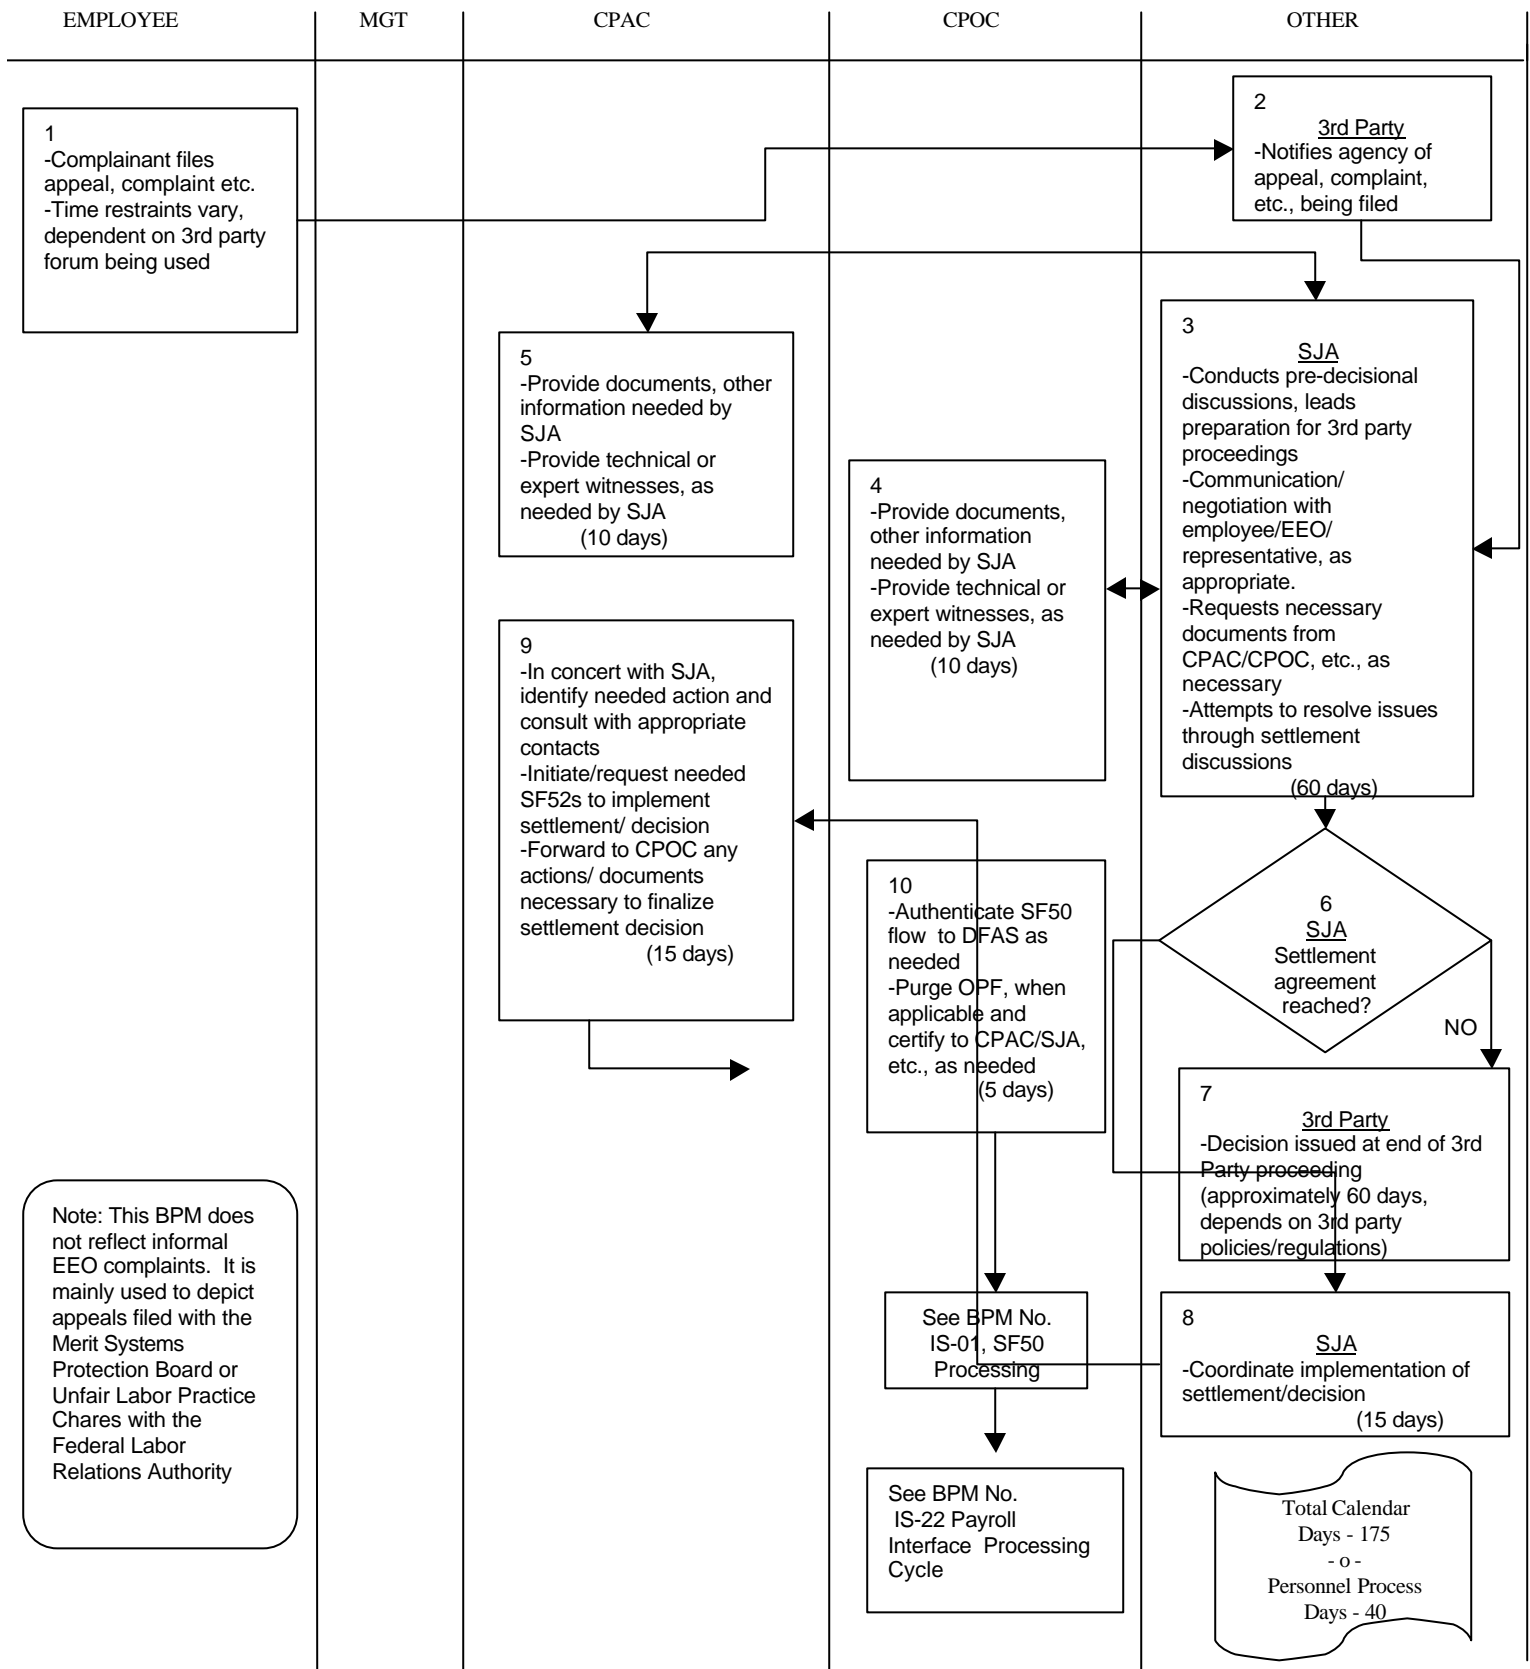 EMPLOYEE MGT CPAC CPOC OTHER
1
-Complainant files
appeal, complaint etc.
-Time restraints vary,
dependent on 3rd party
forum being used
2
3rd Party
-Notifies agency of
appeal, complaint,
etc., being filed
3
SJA
-Conducts pre-decisional
discussions, leads
preparation for 3rd party
proceedings
-Communication/
negotiation with
employee/EEO/
representative, as
appropriate.
-Requests necessary
documents from
CPAC/CPOC, etc., as
necessary
-Attempts to resolve issues
through settlement
discussions
(60 days)
4
-Provide documents,
other information
needed by SJA
-Provide technical or
expert witnesses, as
needed by SJA
(10 days)
5
-Provide documents, other
information needed by
SJA
-Provide technical or
expert witnesses, as
needed by SJA
(10 days)
6
SJA
Settlement
agreement
reached?
NO
7
3rd Party
-Decision issued at end of 3rd
Party proceeding
(approximately 60 days,
depends on 3rd party
policies/regulations)
8
SJA
-Coordinate implementation of
settlement/decision
(15 days)
9
-In concert with SJA,
identify needed action and
consult with appropriate
contacts
-Initiate/request needed
SF52s to implement
settlement/ decision
-Forward to CPOC any
actions/ documents
necessary to finalize
settlement decision
(15 days)
10
-Authenticate SF50
flow to DFAS as
needed
-Purge OPF, when
applicable and
certify to CPAC/SJA,
etc., as needed
(5 days)
See BPM No.
IS-01, SF50
Processing
See BPM No.
IS-22 Payroll
Interface Processing
Cycle
Note: This BPM does
not reflect informal
EEO complaints. It is
mainly used to depict
appeals filed with the
Merit Systems
Protection Board or
Unfair Labor Practice
Chares with the
Federal Labor
Relations Authority
Total Calendar
Days - 175
- o -
Personnel Process
Days - 40